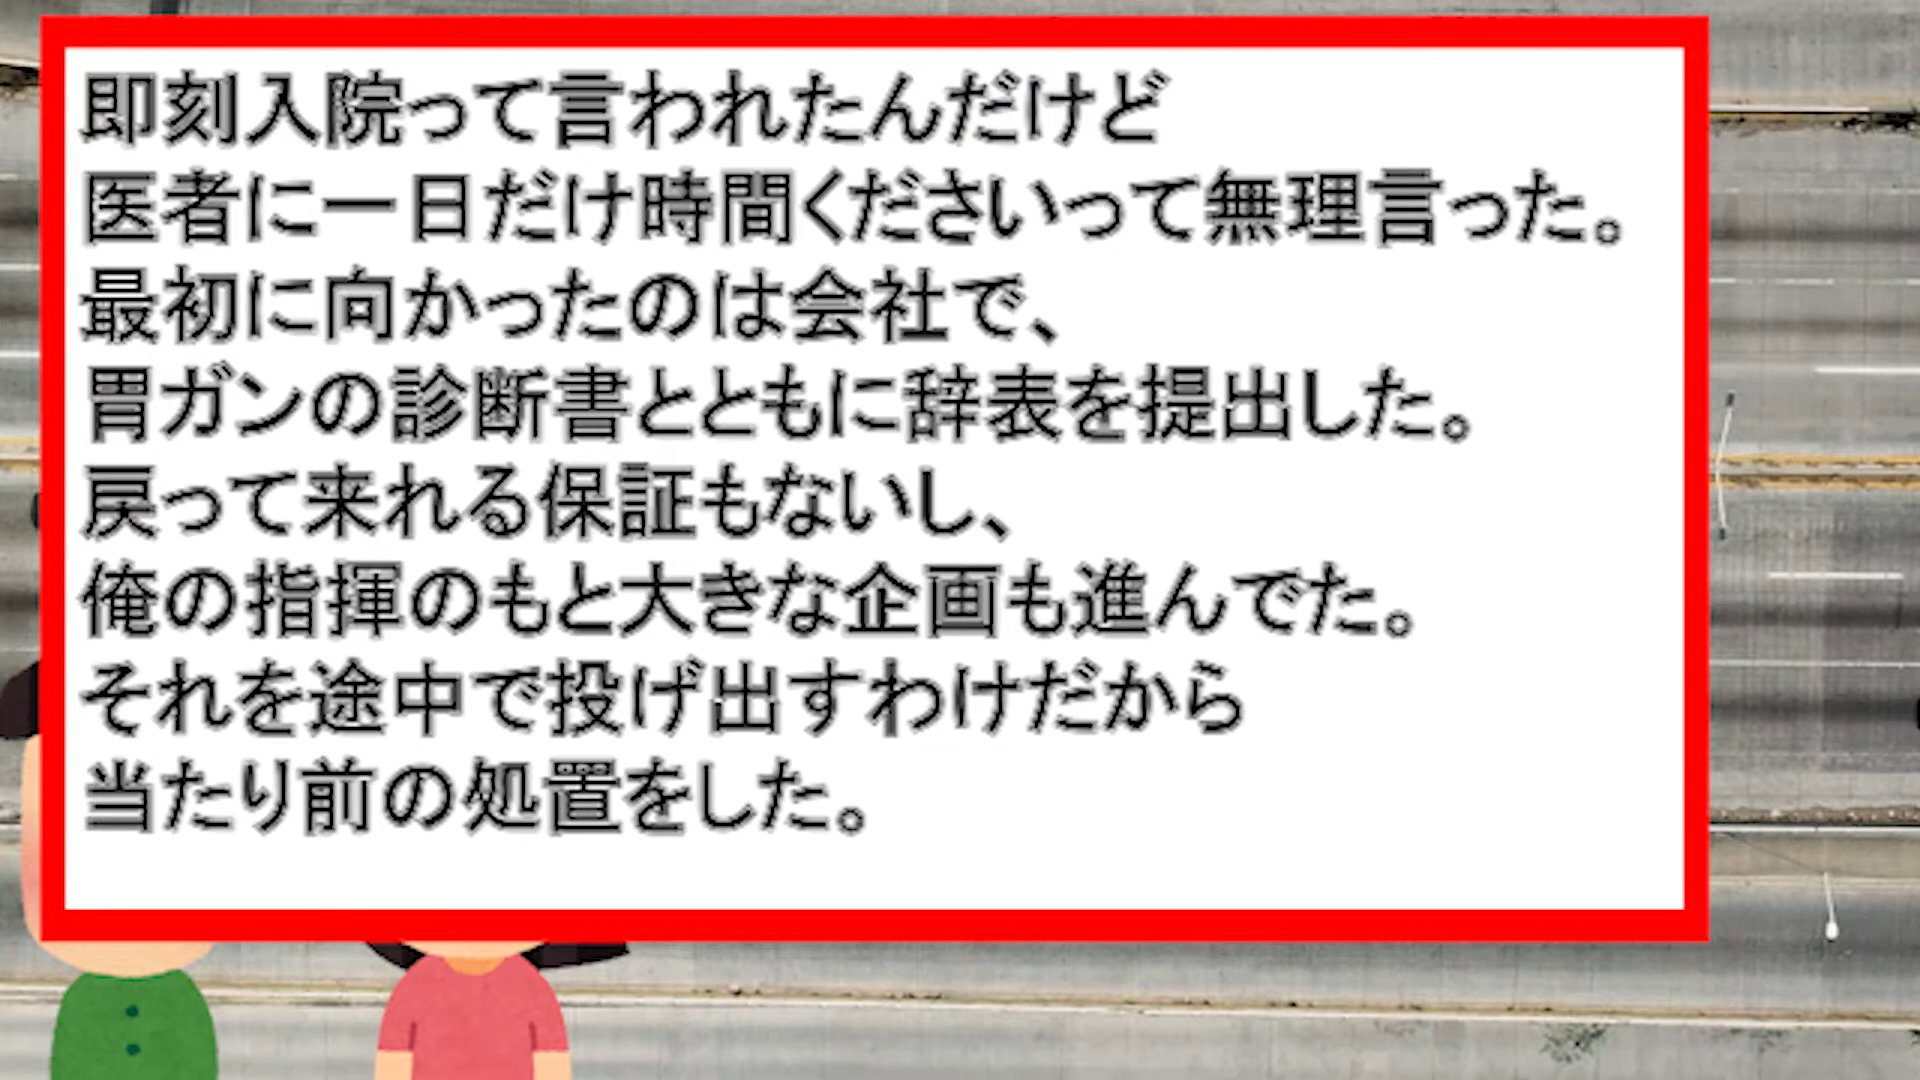 即刻入院って言われたんだけど
医者に一日だけ時間くださいって無理言った。
最初に向かったのは会社で、
胃ガンの診断書とともに辞表を提出した。
戻って来れる保証もないし、
俺の指揮のもと大きな企画も進んでた。
それを途中で投げ出すわけだから
当たり前の処置をした。